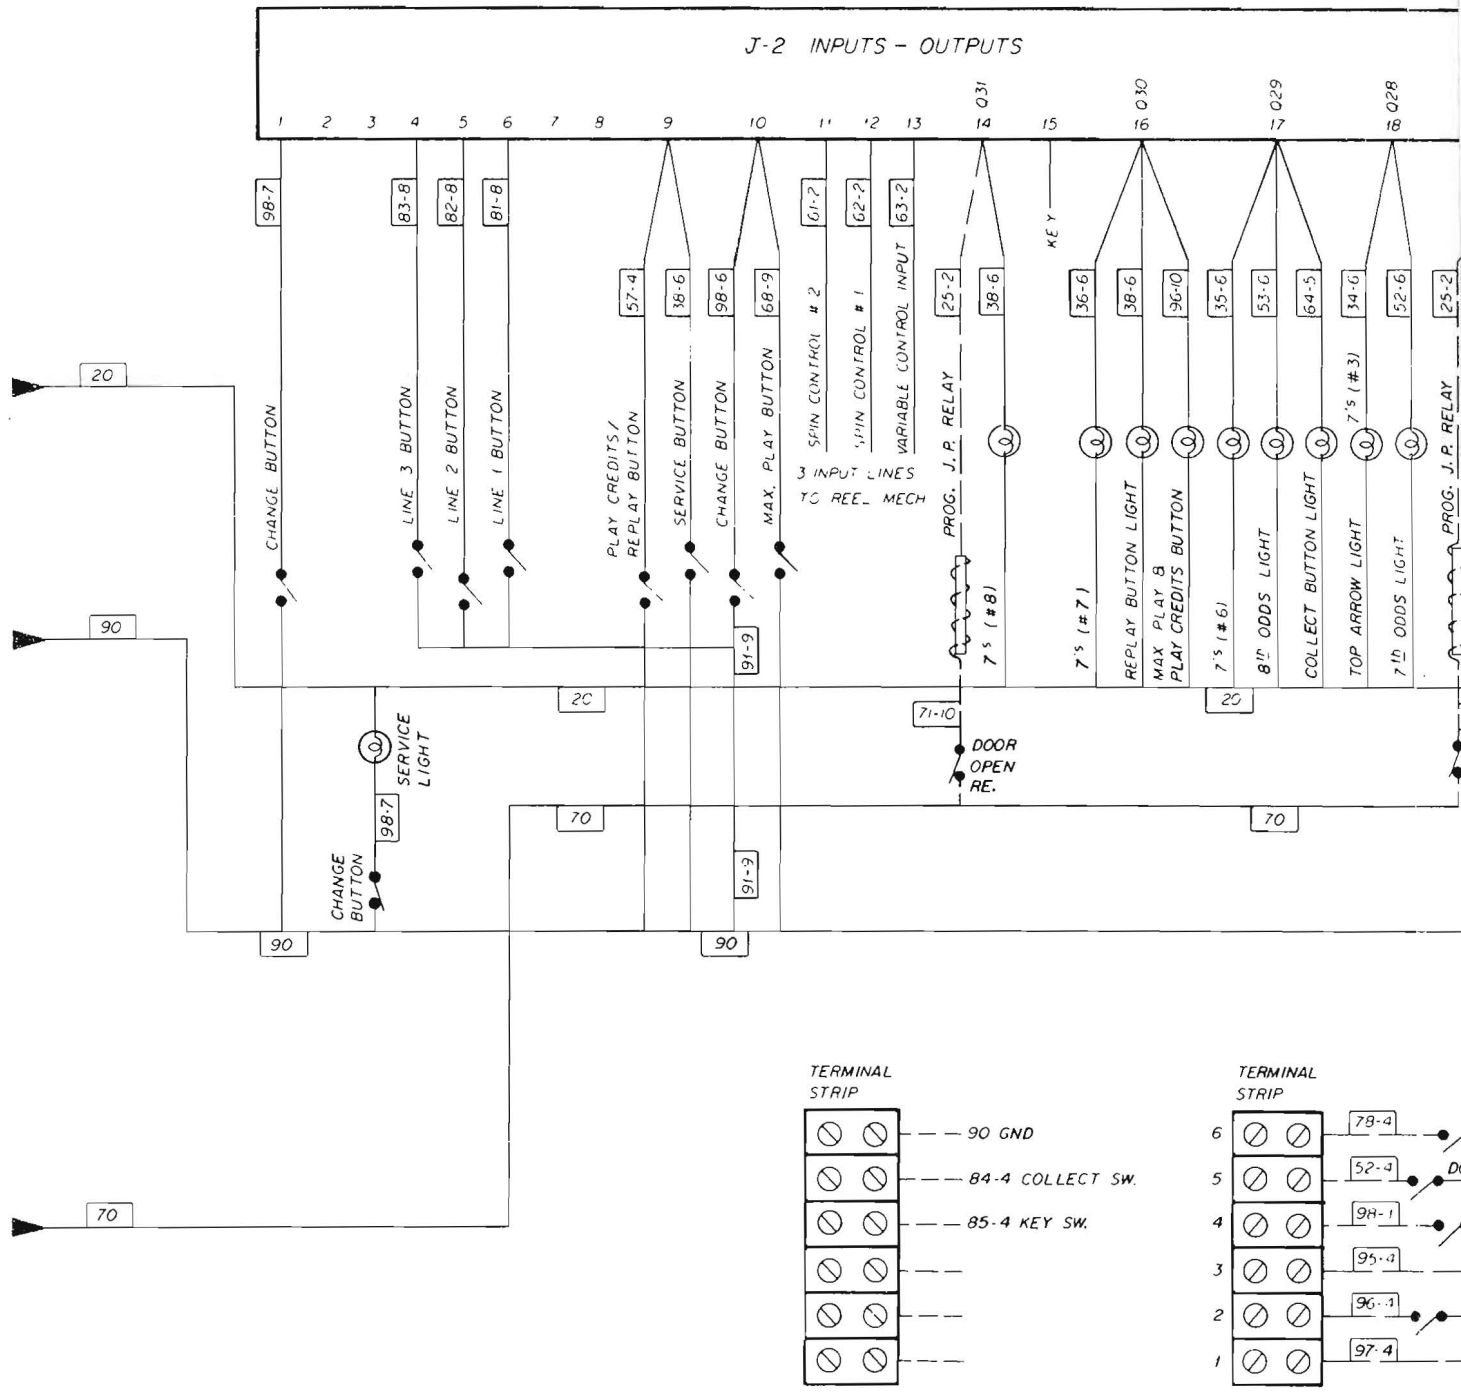 J-2 INPUTS - OUTPUTS
Q31
Q30
Q29
Q28
1 2 3 4 5 6 7 8 9 10 11 12 13 14 15 16 17 18
98-7
83-8
82-8
81-8
61-2
62-2
63-2
KEY
57-4
38-6
98-6
68-9
25-2
38-6
36-6
38-6
96-10
35-6
53-6
64-5
34-6
52-6
25-2
20
CHANGE BUTTON
LINE 3 BUTTON
LINE 2 BUTTON
LINE 1 BUTTON
PLAY CREDITS/
REPLAY BUTTON
SERVICE BUTTON
CHANGE BUTTON
MAX. PLAY BUTTON
SPIN CONTROL # 2
SPIN CONTROL # 1
VARIABLE CONTROL INPUT
3 INPUT LINES
TO REEL MECH
PROG. J.P. RELAY
7's (#8)
7's (#7)
REPLAY BUTTON LIGHT
MAX PLAY &
PLAY CREDITS BUTTON
7's (#6)
8th ODDS LIGHT
COLLECT BUTTON LIGHT
7's (#3)
TOP ARROW LIGHT
7th ODDS LIGHT
PROG. J.P. RELAY
90
91-9
20
71-10
20
SERVICE
LIGHT
DOOR
OPEN
RE.
98-7
70
70
CHANGE
BUTTON
91-9
90
90
TERMINAL
STRIP
90 GND
84-4 COLLECT SW.
85-4 KEY SW.
TERMINAL
STRIP
6 78-4
5 52-4
4 98-1
3 95-4
2 96-4
1 97-4
70